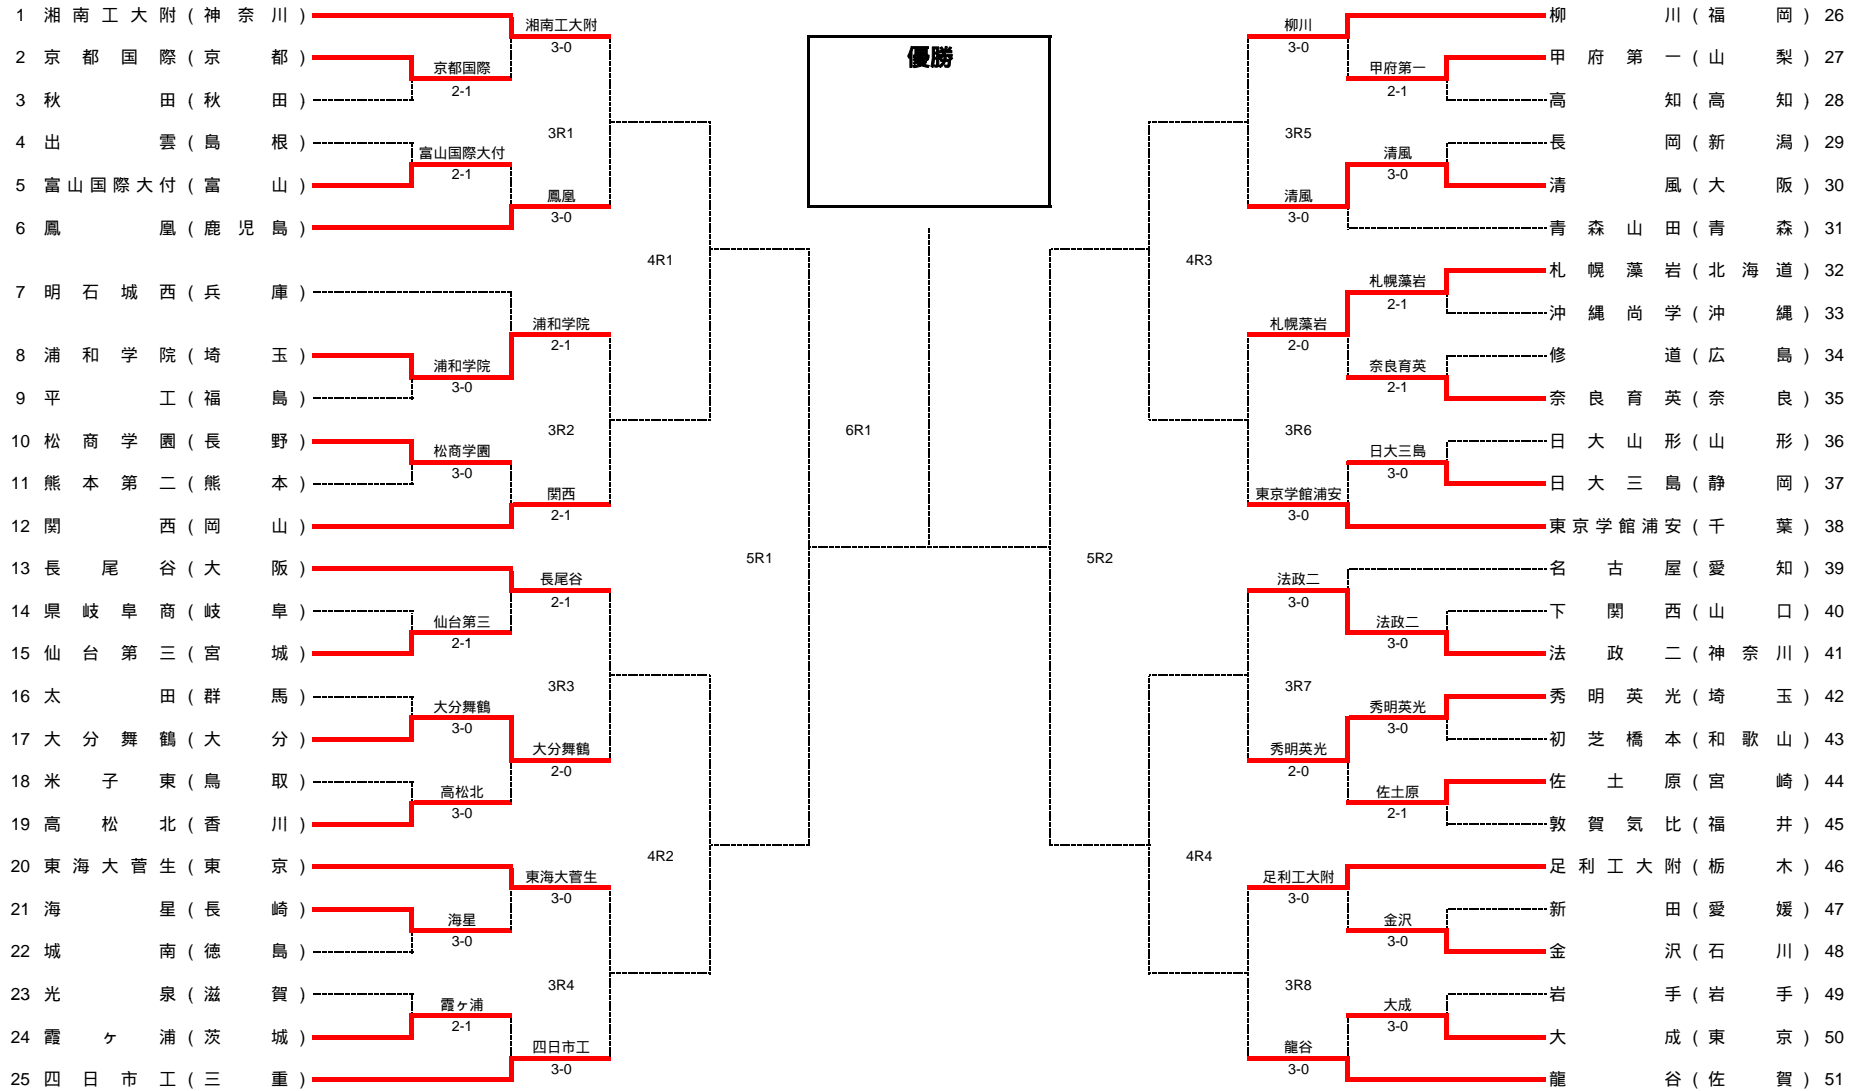 優勝
1 湘南工大附(神奈川)
2 京都国際(京都)
3 秋田(秋田)
4 出雲(島根)
5 富山国際大付(富山)
6 鳳凰(鹿児島)
7 明石城西(兵庫)
8 浦和学院(埼玉)
9 平工(福島)
10 松商学園(長野)
11 熊本第二(熊本)
12 関西(岡山)
13 長尾谷(大阪)
14 県岐阜商(岐阜)
15 仙台第三(宮城)
16 太田(群馬)
17 大分舞鶴(大分)
18 米子東(鳥取)
19 高松北(香川)
20 東海大菅生(東京)
21 海星(長崎)
22 城南(徳島)
23 光泉(滋賀)
24 霞ヶ浦(茨城)
25 四日市工(三重)
京都国際
2-1
富山国際大付
2-1
浦和学院
3-0
松商学園
3-0
仙台第三
2-1
大分舞鶴
3-0
高松北
3-0
海星
3-0
霞ヶ浦
2-1
湘南工大附
3-0
鳳凰
3-0
浦和学院
2-1
関西
2-1
長尾谷
2-1
大分舞鶴
2-0
東海大菅生
3-0
四日市工
3-0
3R1
3R2
3R3
3R4
4R1
4R2
5R1
6R1
5R2
4R3
4R4
3R5
3R6
3R7
3R8
柳川
3-0
清風
3-0
札幌藻岩
2-0
東京学館浦安
3-0
法政二
3-0
秀明英光
2-0
足利工大附
3-0
龍谷
3-0
甲府第一
2-1
清風
3-0
札幌藻岩
2-1
奈良育英
2-1
日大三島
3-0
法政二
3-0
秀明英光
3-0
佐土原
2-1
金沢
3-0
大成
3-0
柳川(福岡) 26
甲府第一(山梨) 27
高知(高知) 28
長岡(新潟) 29
清風(大阪) 30
青森山田(青森) 31
札幌藻岩(北海道) 32
沖縄尚学(沖縄) 33
修道(広島) 34
奈良育英(奈良) 35
日大山形(山形) 36
日大三島(静岡) 37
東京学館浦安(千葉) 38
名古屋(愛知) 39
下関西(山口) 40
法政二(神奈川) 41
秀明英光(埼玉) 42
初芝橋本(和歌山) 43
佐土原(宮崎) 44
敦賀気比(福井) 45
足利工大附(栃木) 46
新田(愛媛) 47
金沢(石川) 48
岩手(岩手) 49
大成(東京) 50
龍谷(佐賀) 51